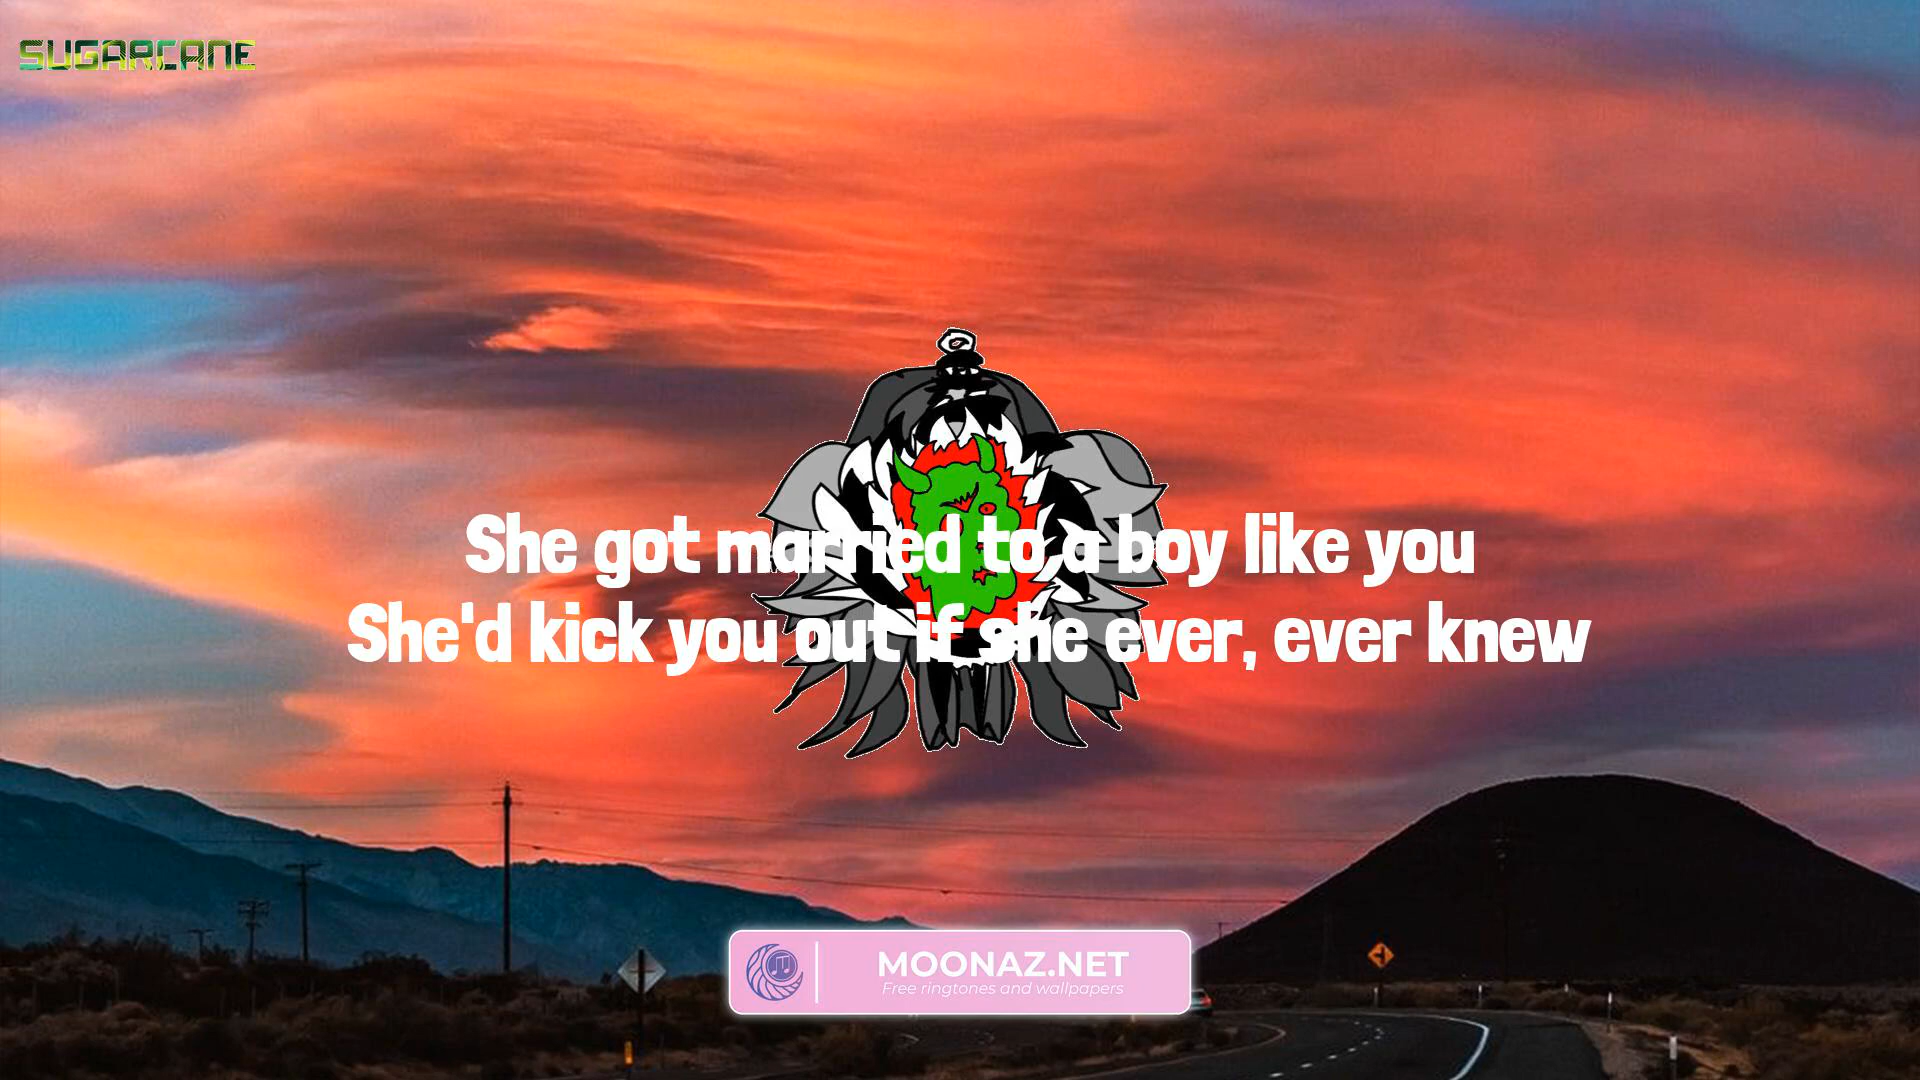 SUGARCANE
She got married to a boy like you
She'd kick you out if she ever, ever knew
MOONAZ.NET
Free ringtones and wallpapers